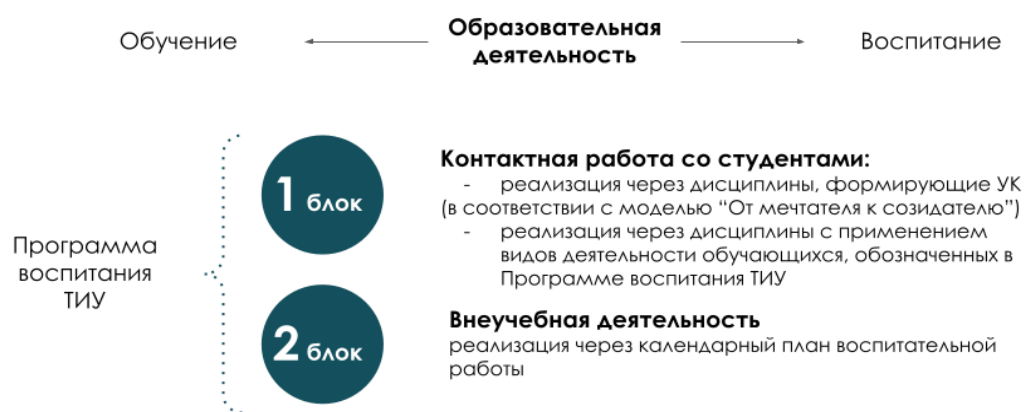 Обучение
Образовательная
деятельность
Воспитание
Программа
воспитания
ТИУ
1 блок
Контактная работа со студентами:
- реализация через дисциплины, формирующие УК
(в соответствии с моделью “От мечтателя к созидателю”)
- реализация через дисциплины с применением
видов деятельности обучающихся, обозначенных в
Программе воспитания ТИУ
2 блок
Внеучебная деятельность
реализация через календарный план воспитательной
работы